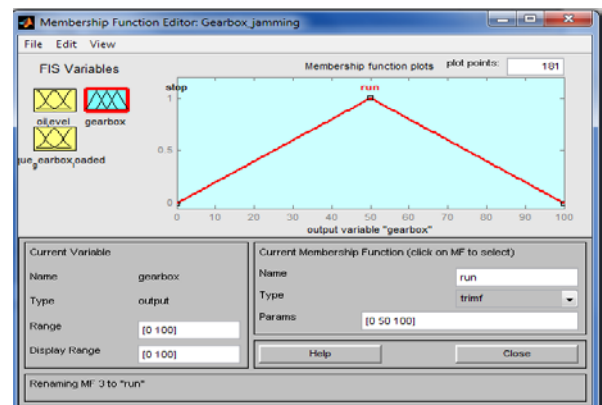 Membership Function Editor: Gearbox_jamming
File Edit View
FIS Variables
Membership function plots
plot points:
181
oilLevel
gearbox
que_gearbox_loaded
stop
run
1
0.5
0
0 10 20 30 40 50 60 70 80 90 100
output variable "gearbox"
Current Variable
Name gearbox
Type output
Range [0 100]
Display Range [0 100]
Current Membership Function (click on MF to select)
Name run
Type trimf
Params [0 50 100]
Help
Close
Renaming MF 3 to "run"